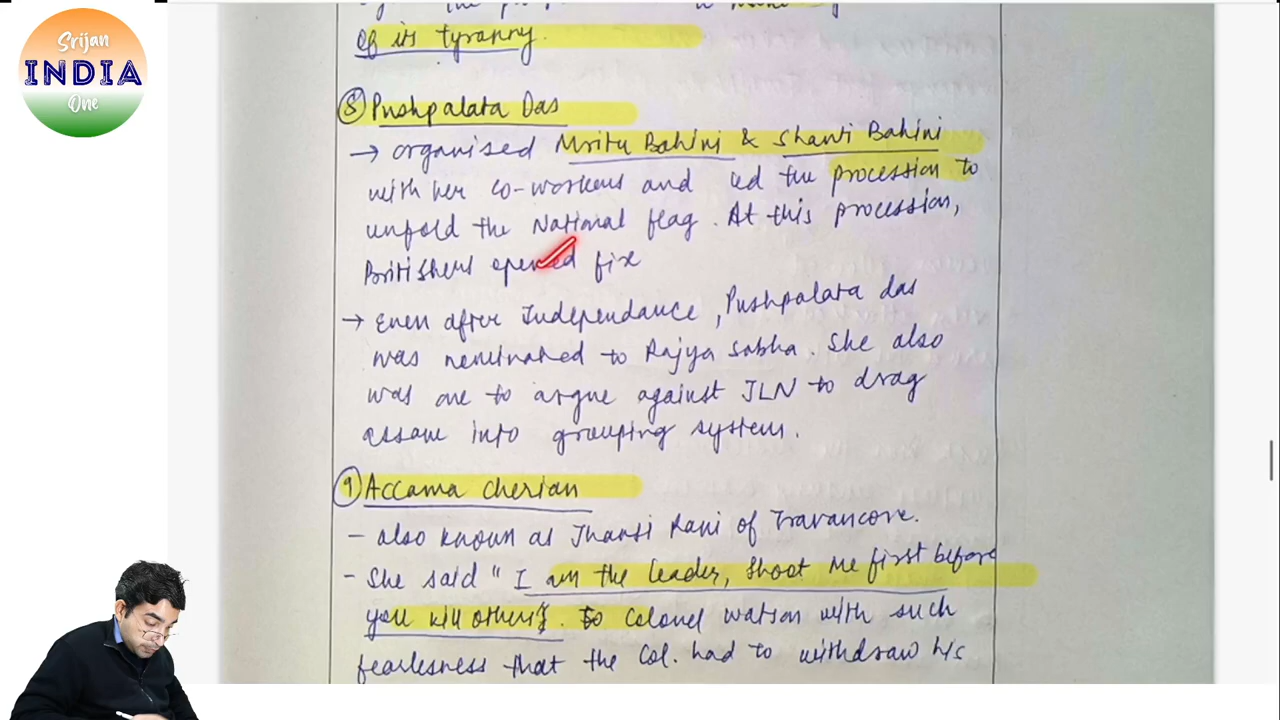 Srijan
INDIA
One
of its tyranny.
8 Pushpalata Das
→ organised Mritu Bahini & Shanti Bahini
with her co-workers and led the procession to
unfold the National flag. At this procession,
Britishers opened fire
→ Even after Independance, Pushpalata das
was nominated to Rajya Sabha. She also
was one to argue against JLN to drag
assam into grouping system.
9 Accama Cherian
- also known as Jhansi Rani of Travancore.
- She said "I am the leader, shoot me first before
you kill others". to Colonel Watson with such
fearlessness that the Col. had to withdraw his